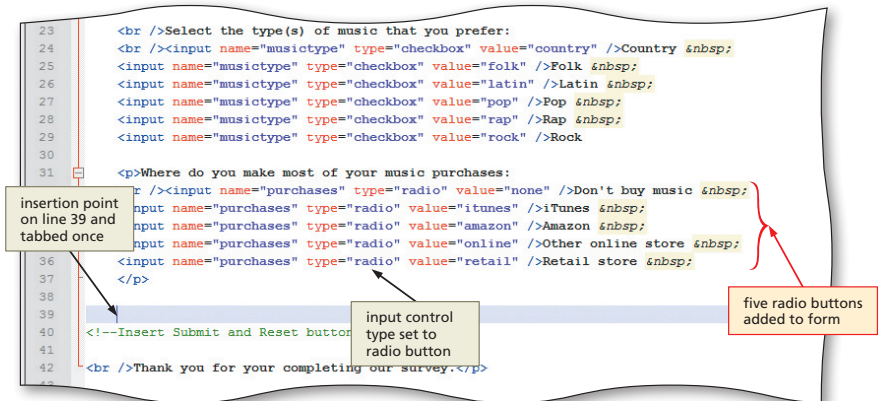 23 <br />Select the type(s) of music that you prefer:
24 <br /><input name="musictype" type="checkbox" value="country" />Country &nbsp;
25 <input name="musictype" type="checkbox" value="folk" />Folk &nbsp;
26 <input name="musictype" type="checkbox" value="latin" />Latin &nbsp;
27 <input name="musictype" type="checkbox" value="pop" />Pop &nbsp;
28 <input name="musictype" type="checkbox" value="rap" />Rap &nbsp;
29 <input name="musictype" type="checkbox" value="rock" />Rock
30
31 <p>Where do you make most of your music purchases:
r /><input name="purchases" type="radio" value="none" />Don't buy music &nbsp;
nput name="purchases" type="radio" value="itunes" />iTunes &nbsp;
nput name="purchases" type="radio" value="amazon" />Amazon &nbsp;
nput name="purchases" type="radio" value="online" />Other online store &nbsp;
36 <input name="purchases" type="radio" value="retail" />Retail store &nbsp;
37 </p>
38
39
40 <!--Insert Submit and Reset button
41
42 <br />Thank you for your completing our survey.</p>
insertion point
on line 39 and
tabbed once
input control
type set to
radio button
five radio buttons
added to form